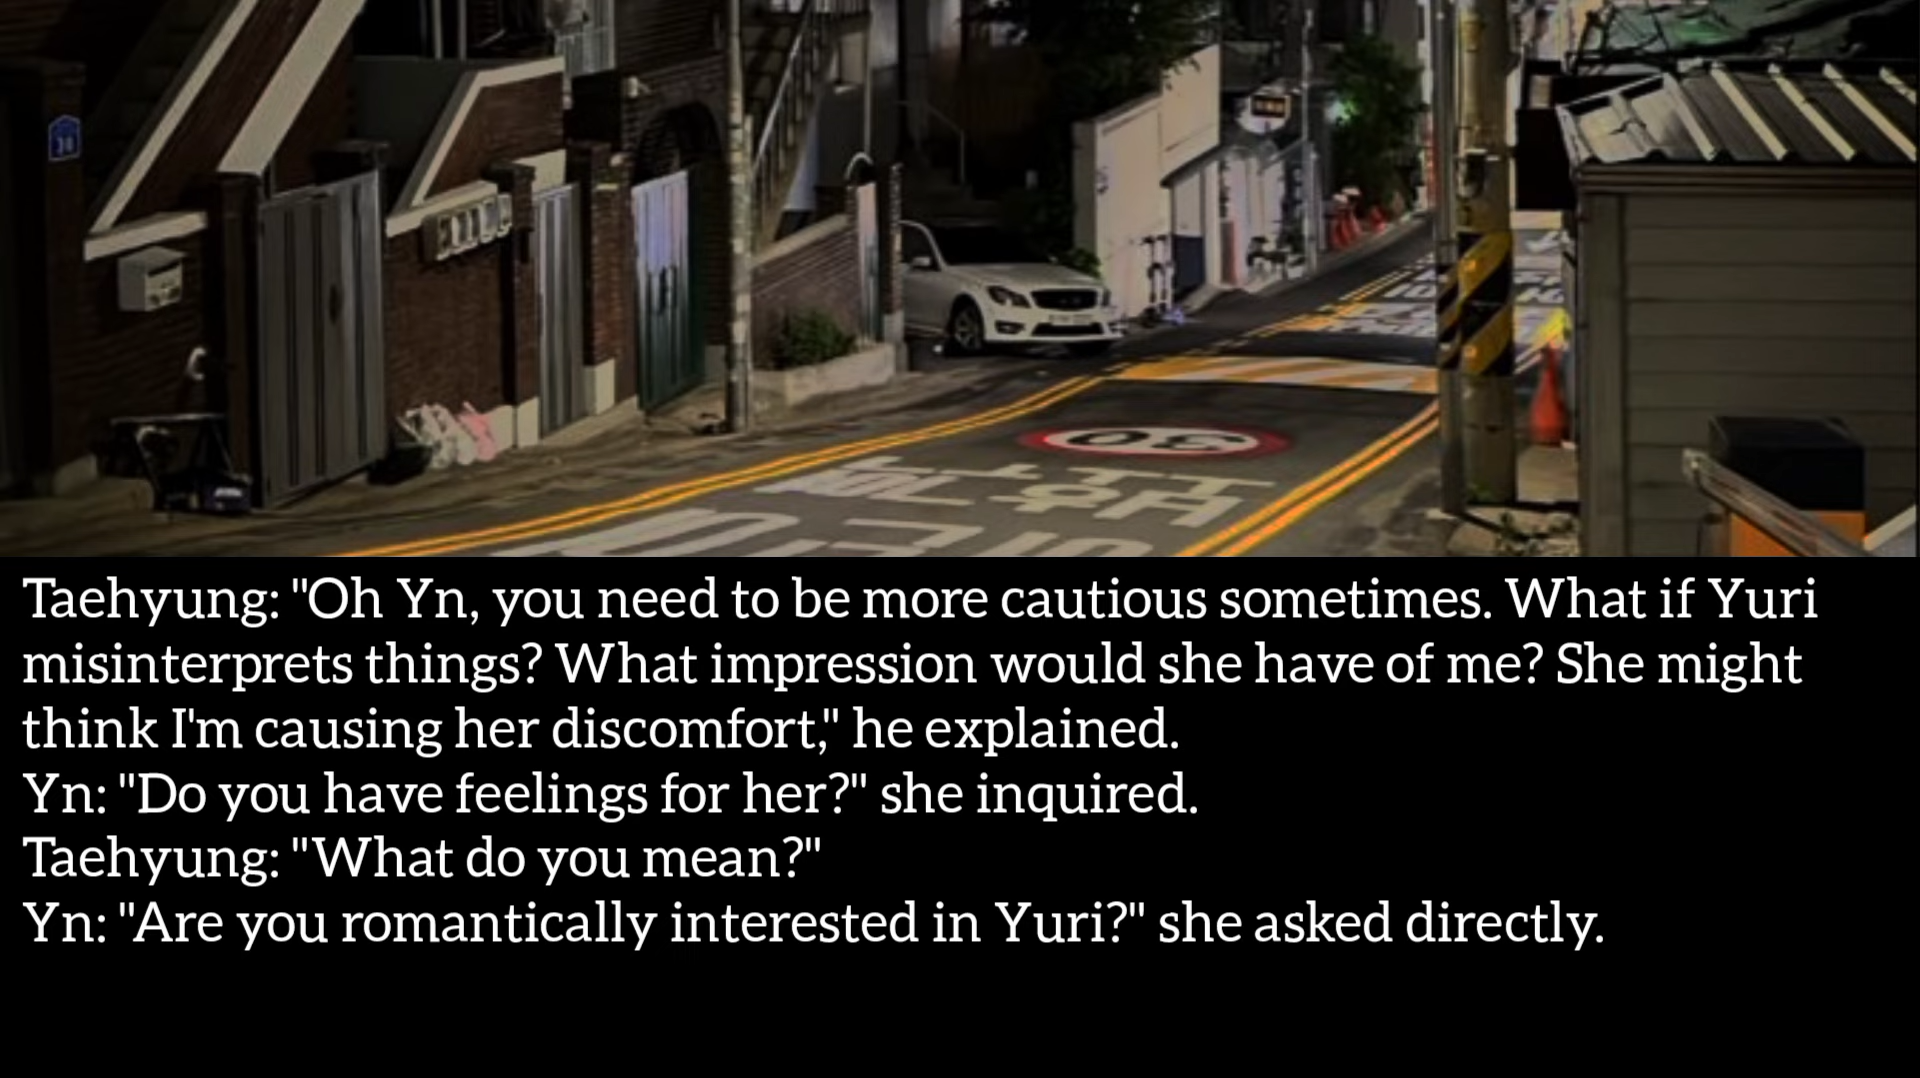 30
Taehyung: "Oh Yn, you need to be more cautious sometimes. What if Yuri
misinterprets things? What impression would she have of me? She might
think I'm causing her discomfort," he explained.
Yn: "Do you have feelings for her?" she inquired.
Taehyung: "What do you mean?"
Yn: "Are you romantically interested in Yuri?" she asked directly.